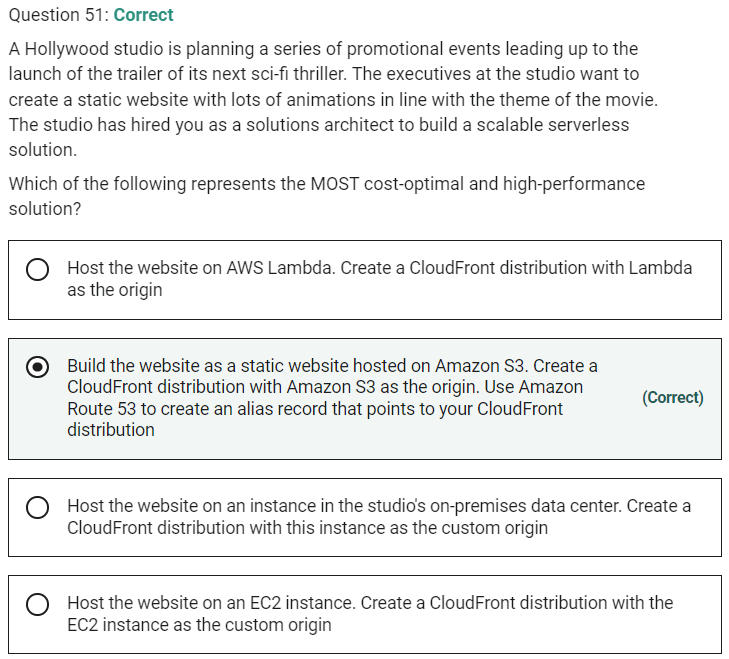 Question 51: Correct
A Hollywood studio is planning a series of promotional events leading up to the
launch of the trailer of its next sci-fi thriller. The executives at the studio want to
create a static website with lots of animations in line with the theme of the movie.
The studio has hired you as a solutions architect to build a scalable serverless
solution.
Which of the following represents the MOST cost-optimal and high-performance
solution?
Host the website on AWS Lambda. Create a CloudFront distribution with Lambda
as the origin
Build the website as a static website hosted on Amazon S3. Create a
CloudFront distribution with Amazon S3 as the origin. Use Amazon
Route 53 to create an alias record that points to your CloudFront
distribution
(Correct)
Host the website on an instance in the studio's on-premises data center. Create a
CloudFront distribution with this instance as the custom origin
Host the website on an EC2 instance. Create a CloudFront distribution with the
EC2 instance as the custom origin